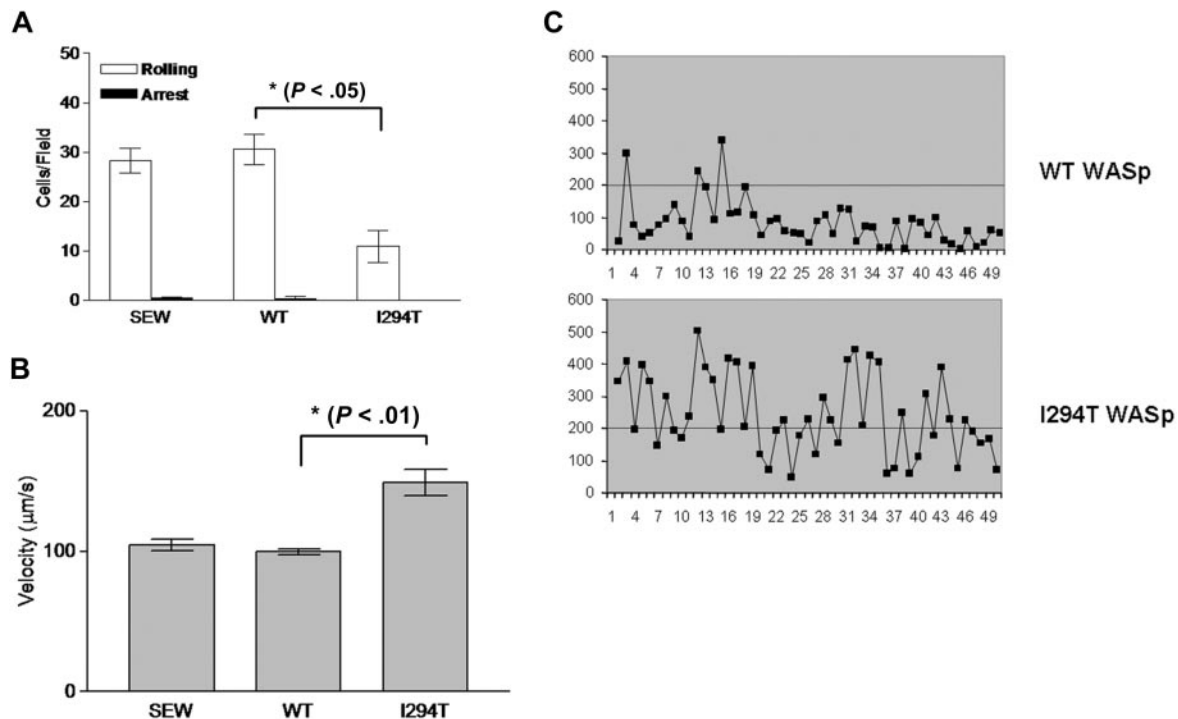 A
50
40
30
20
10
0
Cells/Field
Rolling
Arrest
* (P < .05)
SEW WT I294T
B
200
100
0
Velocity (µm/s)
* (P < .01)
SEW WT I294T
C
600
500
400
300
200
100
0
1 4 7 10 13 16 19 22 25 28 31 34 37 40 43 46 49
WT WASp
600
500
400
300
200
100
0
1 4 7 10 13 16 19 22 25 28 31 34 37 40 43 46 49
I294T WASp